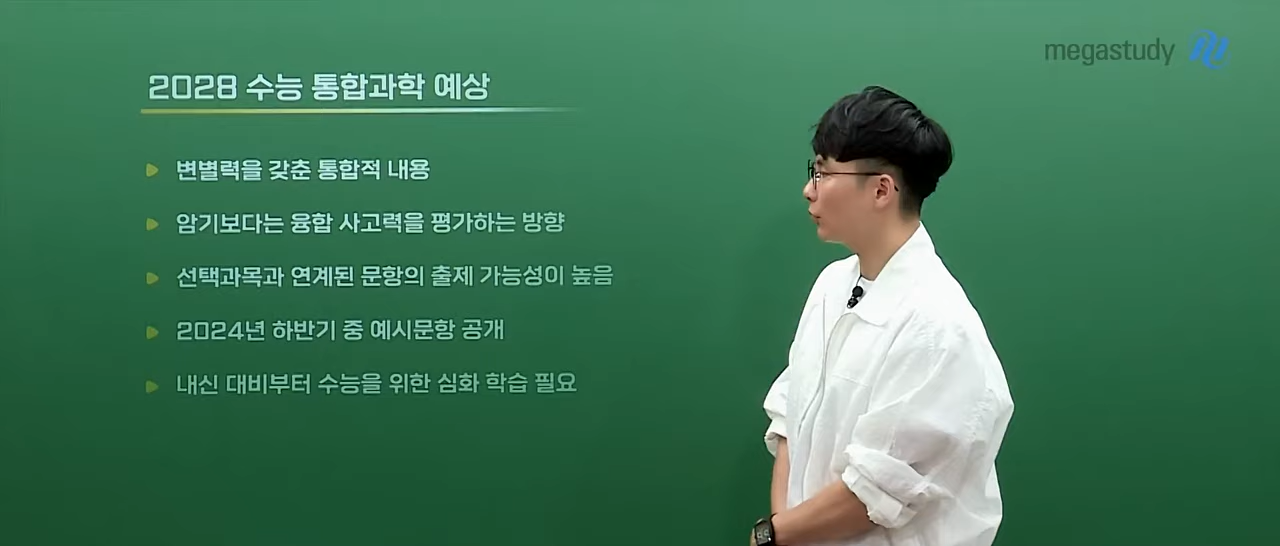 megastudy
2028 수능 통합과학 예상
변별력을 갖춘 통합적 내용
암기보다는 융합 사고력을 평가하는 방향
선택과목과 연계된 문항의 출제 가능성이 높음
2024년 하반기 중 예시문항 공개
내신 대비부터 수능을 위한 심화 학습 필요